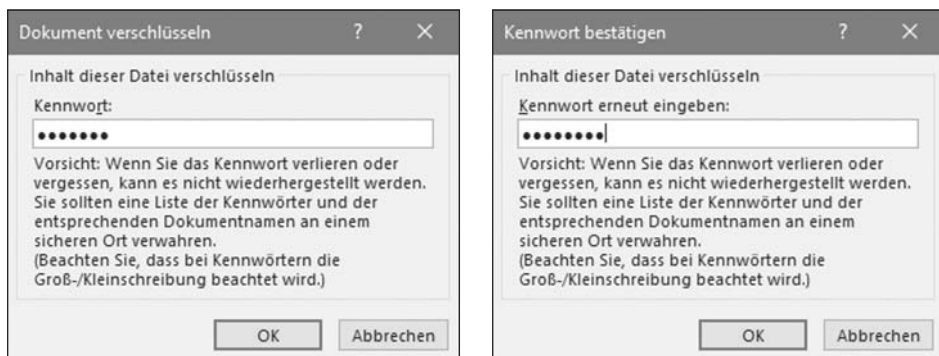 Dokument verschlüsseln ? ×
Inhalt dieser Datei verschlüsseln
Kennwort:
•••••••
Vorsicht: Wenn Sie das Kennwort verlieren oder
vergessen, kann es nicht wiederhergestellt werden.
Sie sollten eine Liste der Kennwörter und der
entsprechenden Dokumentnamen an einem
sicheren Ort verwahren.
(Beachten Sie, dass bei Kennwörtern die
Groß-/Kleinschreibung beachtet wird.)
OK Abbrechen
Kennwort bestätigen ? ×
Inhalt dieser Datei verschlüsseln
Kennwort erneut eingeben:
••••••••
Vorsicht: Wenn Sie das Kennwort verlieren oder
vergessen, kann es nicht wiederhergestellt werden.
Sie sollten eine Liste der Kennwörter und der
entsprechenden Dokumentnamen an einem
sicheren Ort verwahren.
(Beachten Sie, dass bei Kennwörtern die
Groß-/Kleinschreibung beachtet wird.)
OK Abbrechen